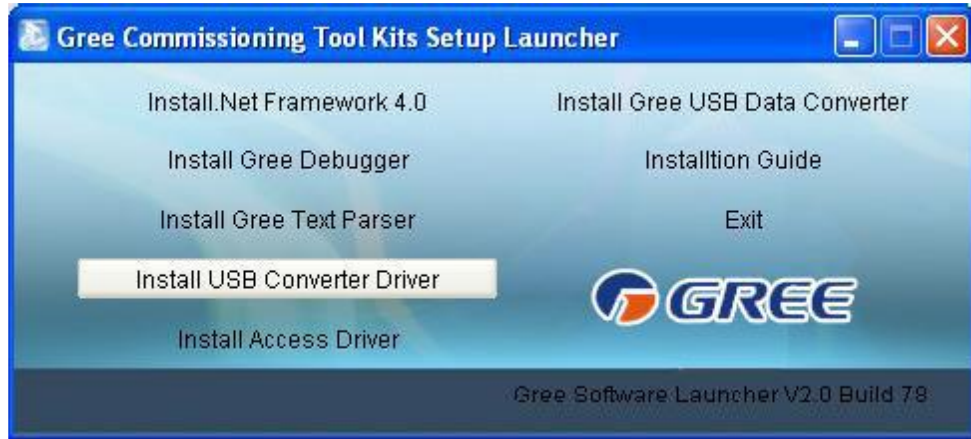 Gree Commissioning Tool Kits Setup Launcher
Install.Net Framework 4.0
Install Gree Debugger
Install Gree Text Parser
Install USB Converter Driver
Install Access Driver
Install Gree USB Data Converter
Installtion Guide
Exit
GREE
Gree Software Launcher V2.0 Build 78